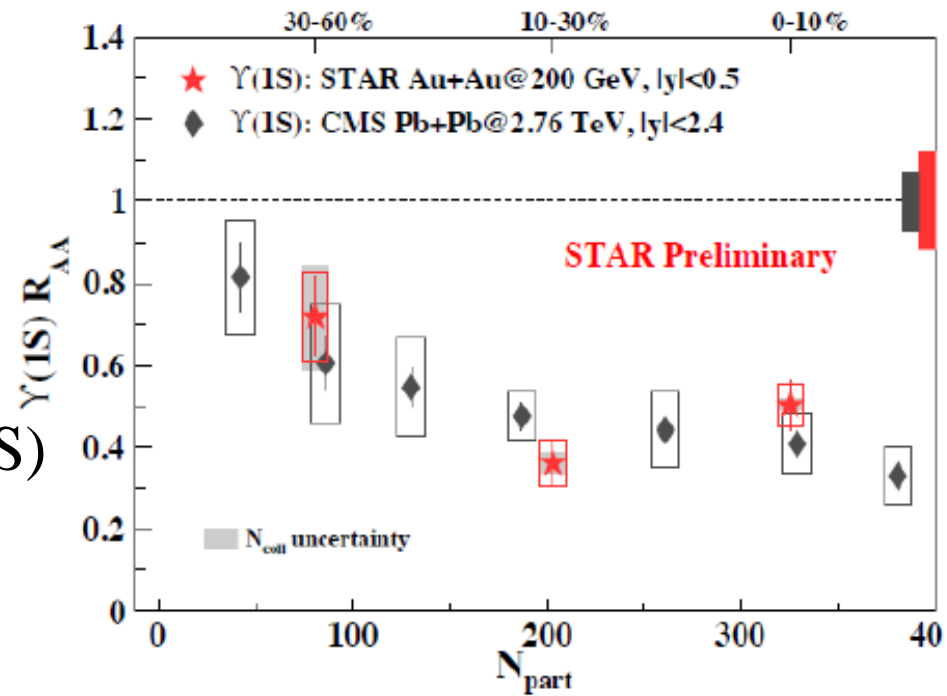 30-60% 10-30% 0-10%
1.4
ϒ(1S): STAR Au+Au@200 GeV, |y|<0.5
1.2
ϒ(1S): CMS Pb+Pb@2.76 TeV, |y|<2.4
1
STAR Preliminary
0.8
ϒ(1S) R_AA
0.6
S)
0.4
0.2
N_coll uncertainty
0
0 100 200 300 40
N_part